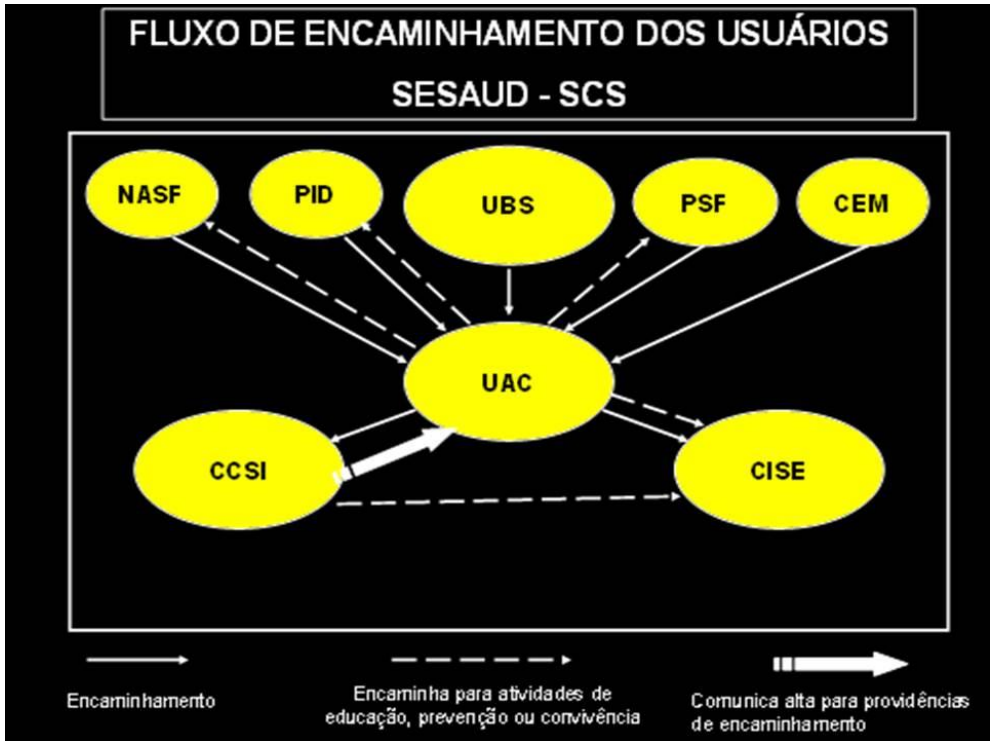 FLUXO DE ENCAMINHAMENTO DOS USUÁRIOS
SESAUD - SCS
NASF
PID
UBS
PSF
CEM
UAC
CCSI
CISE
Encaminhamento
Encaminha para atividades de
educação, prevenção ou convivência
Comunica alta para providências
de encaminhamento